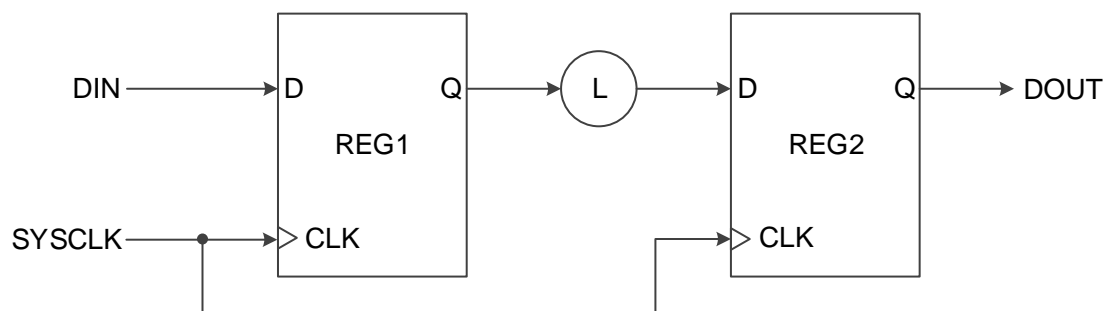 DIN
D
Q
REG1
L
D
Q
REG2
DOUT
SYSCLK
CLK
CLK